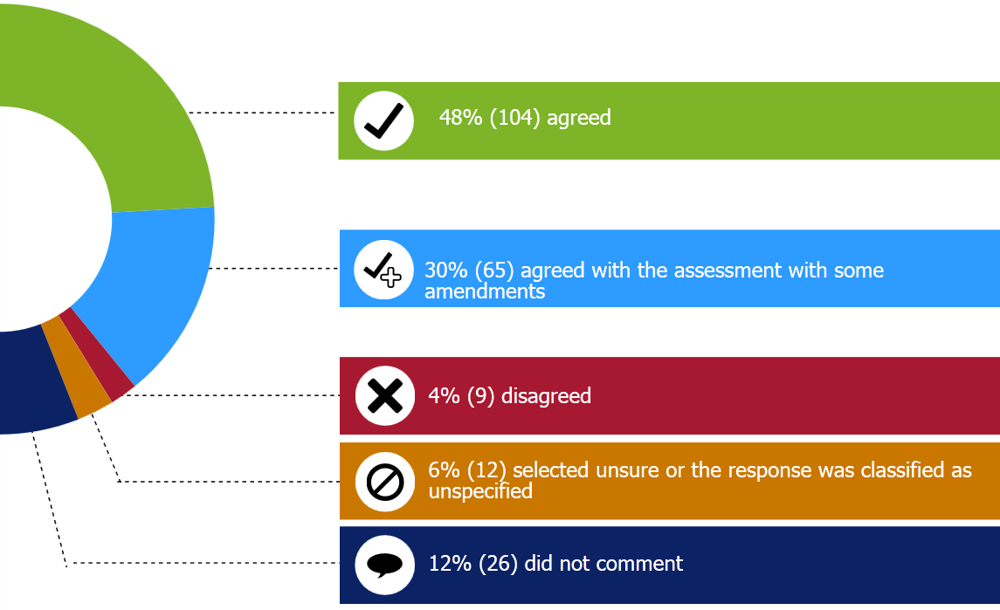 48% (104) agreed
30% (65) agreed with the assessment with some
amendments
4% (9) disagreed
6% (12) selected unsure or the response was classified as
unspecified
12% (26) did not comment